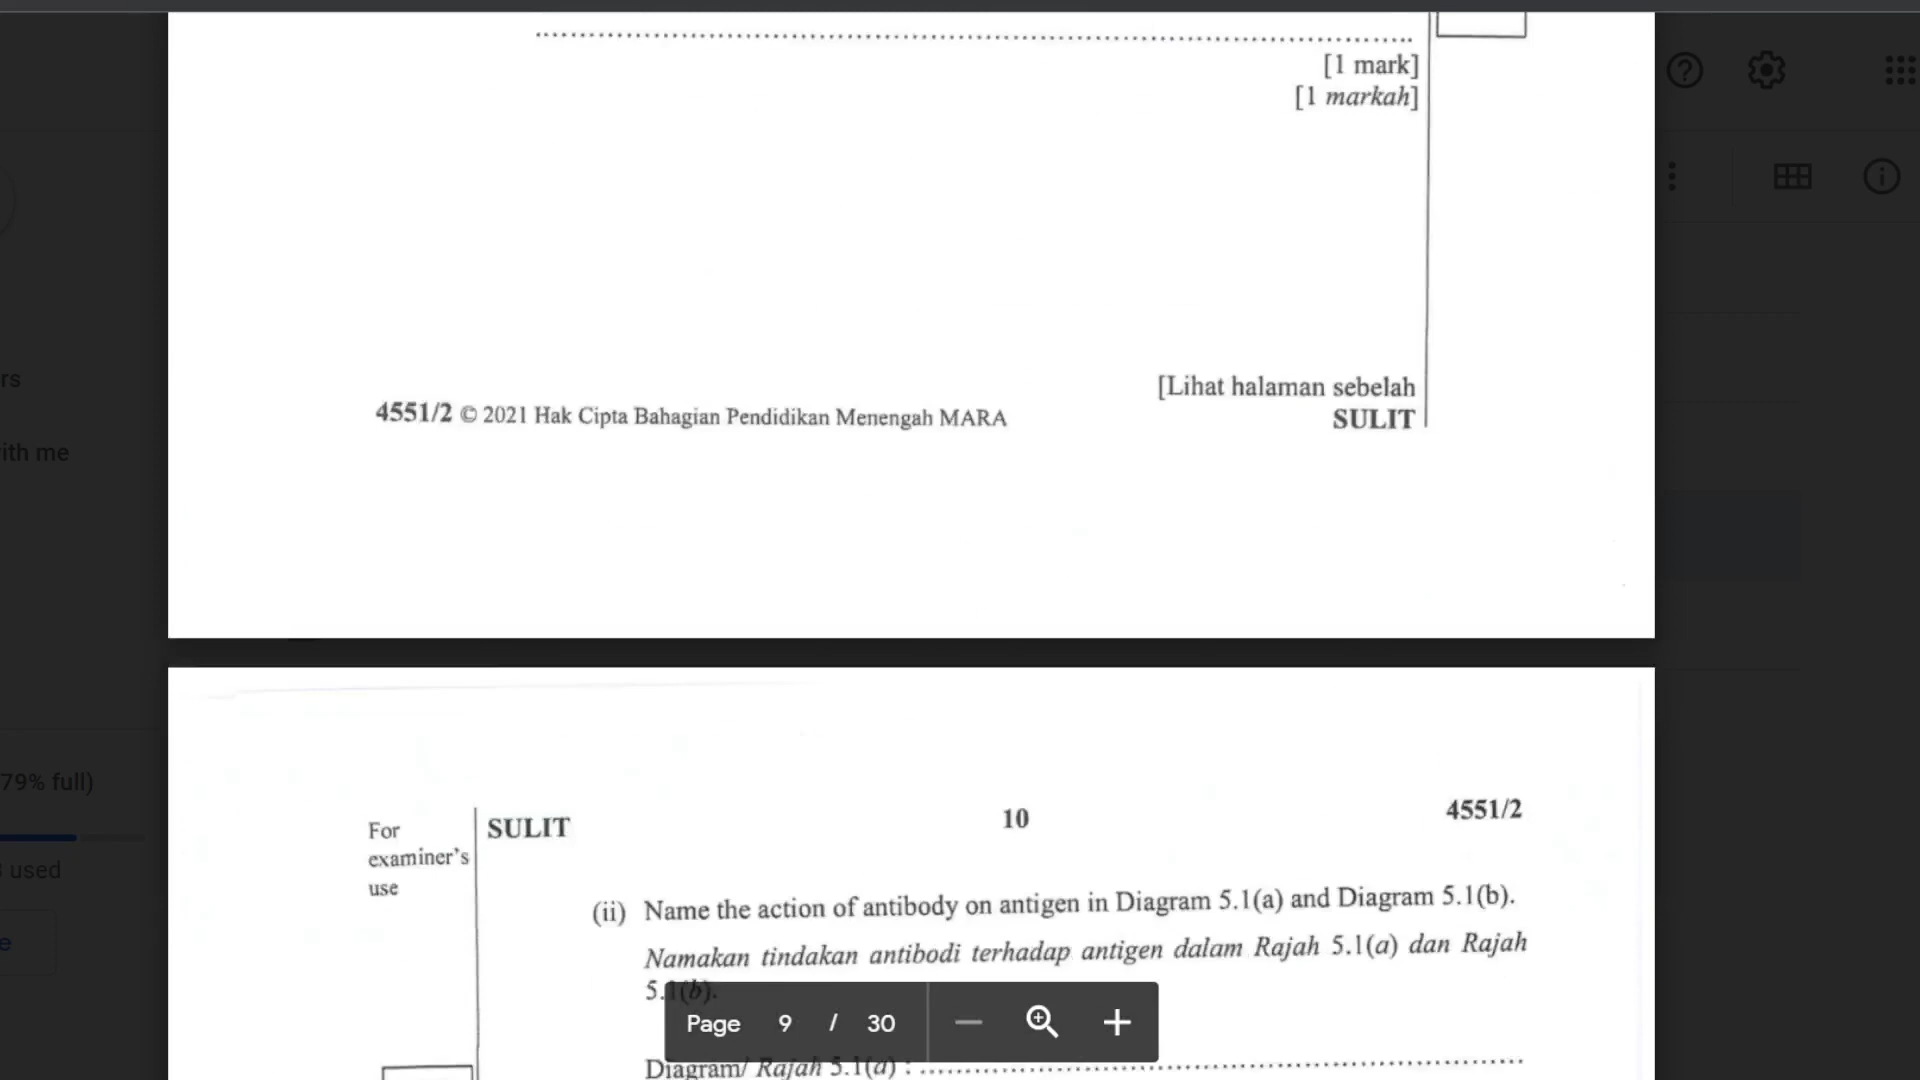 [1 mark]
[1 markah]
rs
[Lihat halaman sebelah
4551/2 © 2021 Hak Cipta Bahagian Pendidikan Menengah MARA
SULIT
ith me
79% full)
For examiner's use
SULIT
10
4551/2
used
(ii) Name the action of antibody on antigen in Diagram 5.1(a) and Diagram 5.1(b).
Namakan tindakan antibodi terhadap antigen dalam Rajah 5.1(a) dan Rajah
5.1(b).
e
Page 9 / 30
Diagram/ Rajah 5.1(a) :